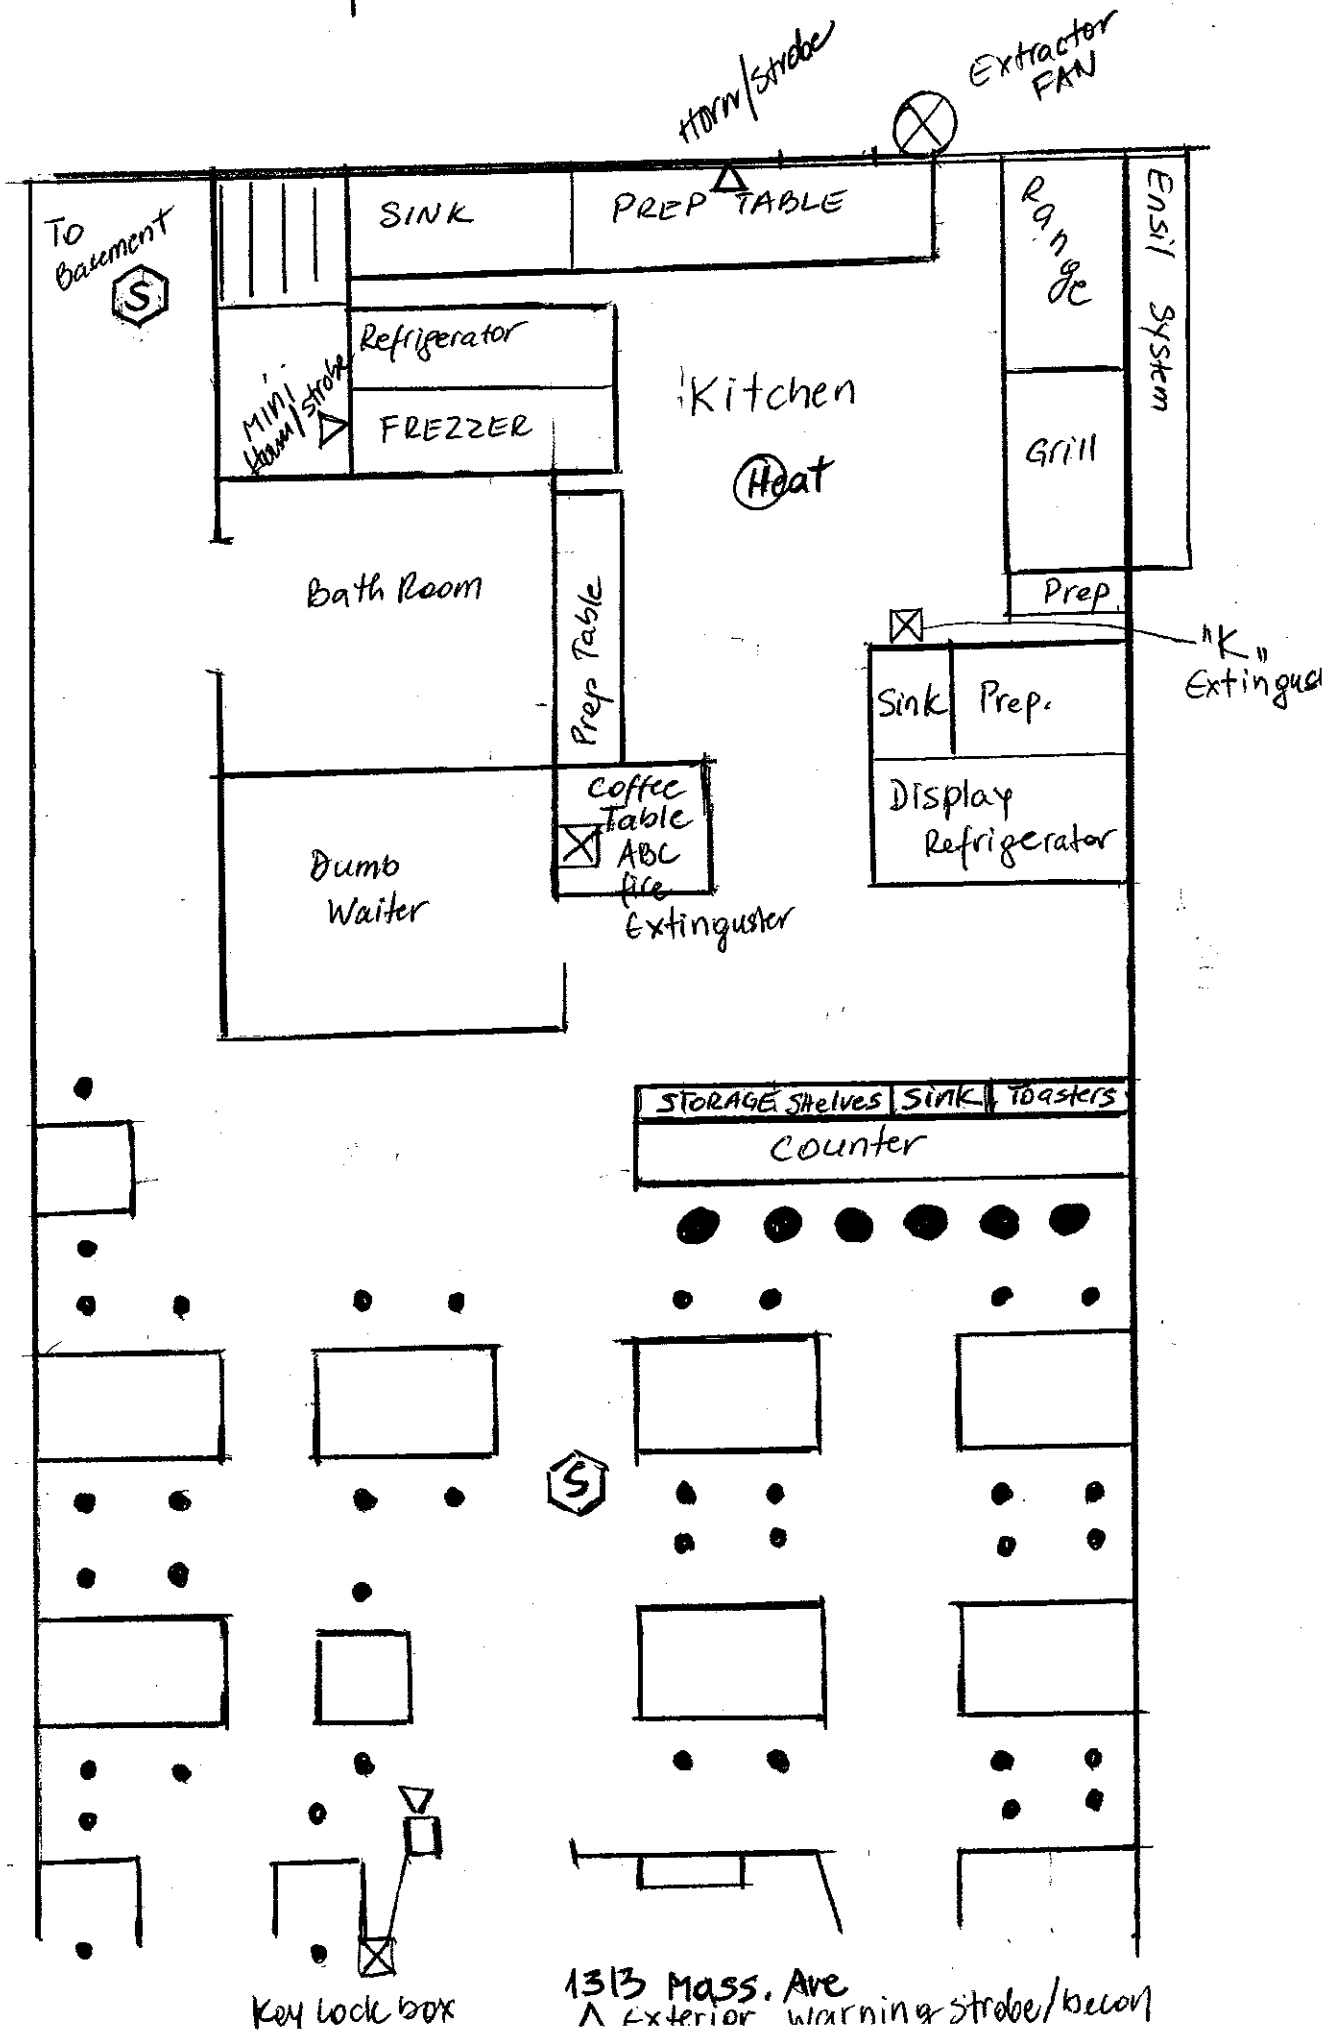 Horn/strobe
Extractor
FAN
To
Basement
S
SINK
PREP TABLE
Range
Ensil System
Refrigerator
FREZZER
MINI
Horn/strobe
Kitchen
Heat
Grill
Prep
"K"
Extingus
Bath Room
Prep Table
Sink
Prep.
Display
Refrigerator
Coffee
Table
ABC
fire
Extinguster
Dumb
Waiter
STORAGE Shelves
Sink
Toasters
Counter
S
Key Lock box
1313 Mass. Ave
Exterior warning strobe/becon